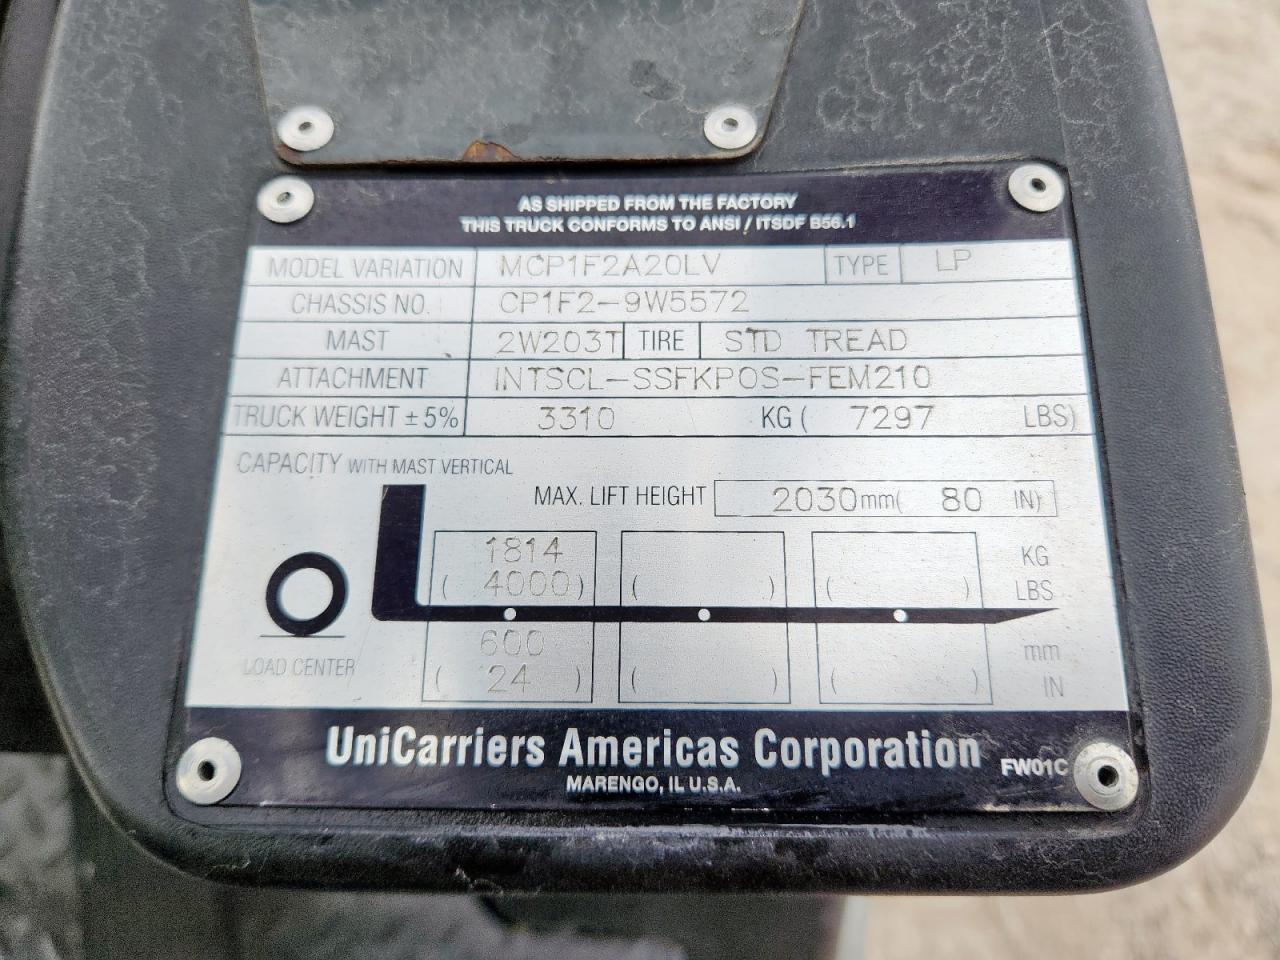 AS SHIPPED FROM THE FACTORY
THIS TRUCK CONFORMS TO ANSI / ITSDF B56.1
MODEL VARIATION MCP1F2A20LV TYPE LP
CHASSIS NO. CP1F2-9W5572
MAST 2W203T TIRE STD TREAD
ATTACHMENT INTSCL-SSFKPOS-FEM210
TRUCK WEIGHT ± 5% 3310 KG ( 7297 LBS)
CAPACITY WITH MAST VERTICAL
MAX. LIFT HEIGHT 2030mm( 80 IN)
1814 KG
( 4000 ) ( ) ( ) LBS
600 mm
( 24 ) ( ) ( ) IN
LOAD CENTER
UniCarriers Americas Corporation FW01C
MARENGO, IL U.S.A.